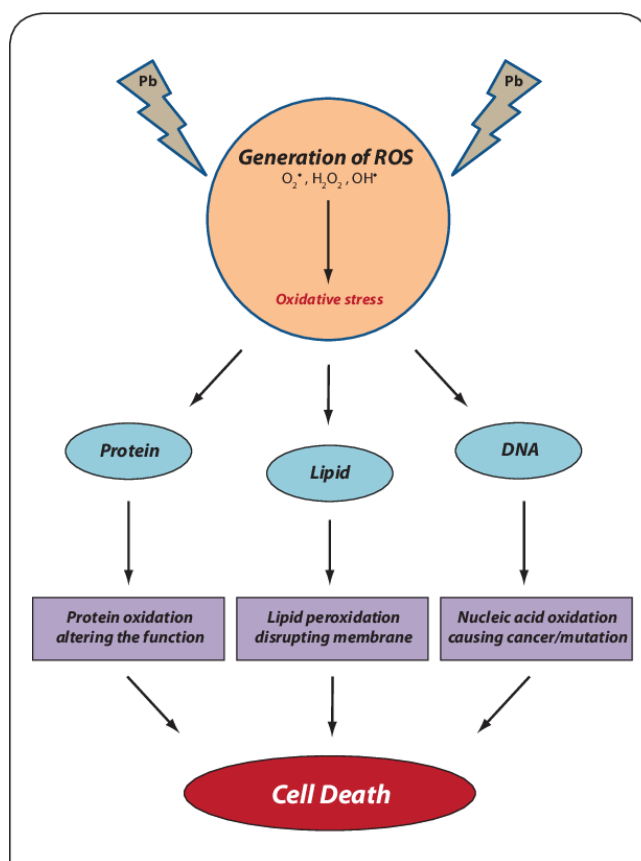 Pb
Pb
Generation of ROS
O₂•, H₂O₂, OH•
Oxidative stress
Protein
Lipid
DNA
Protein oxidation
altering the function
Lipid peroxidation
disrupting membrane
Nucleic acid oxidation
causing cancer/mutation
Cell Death